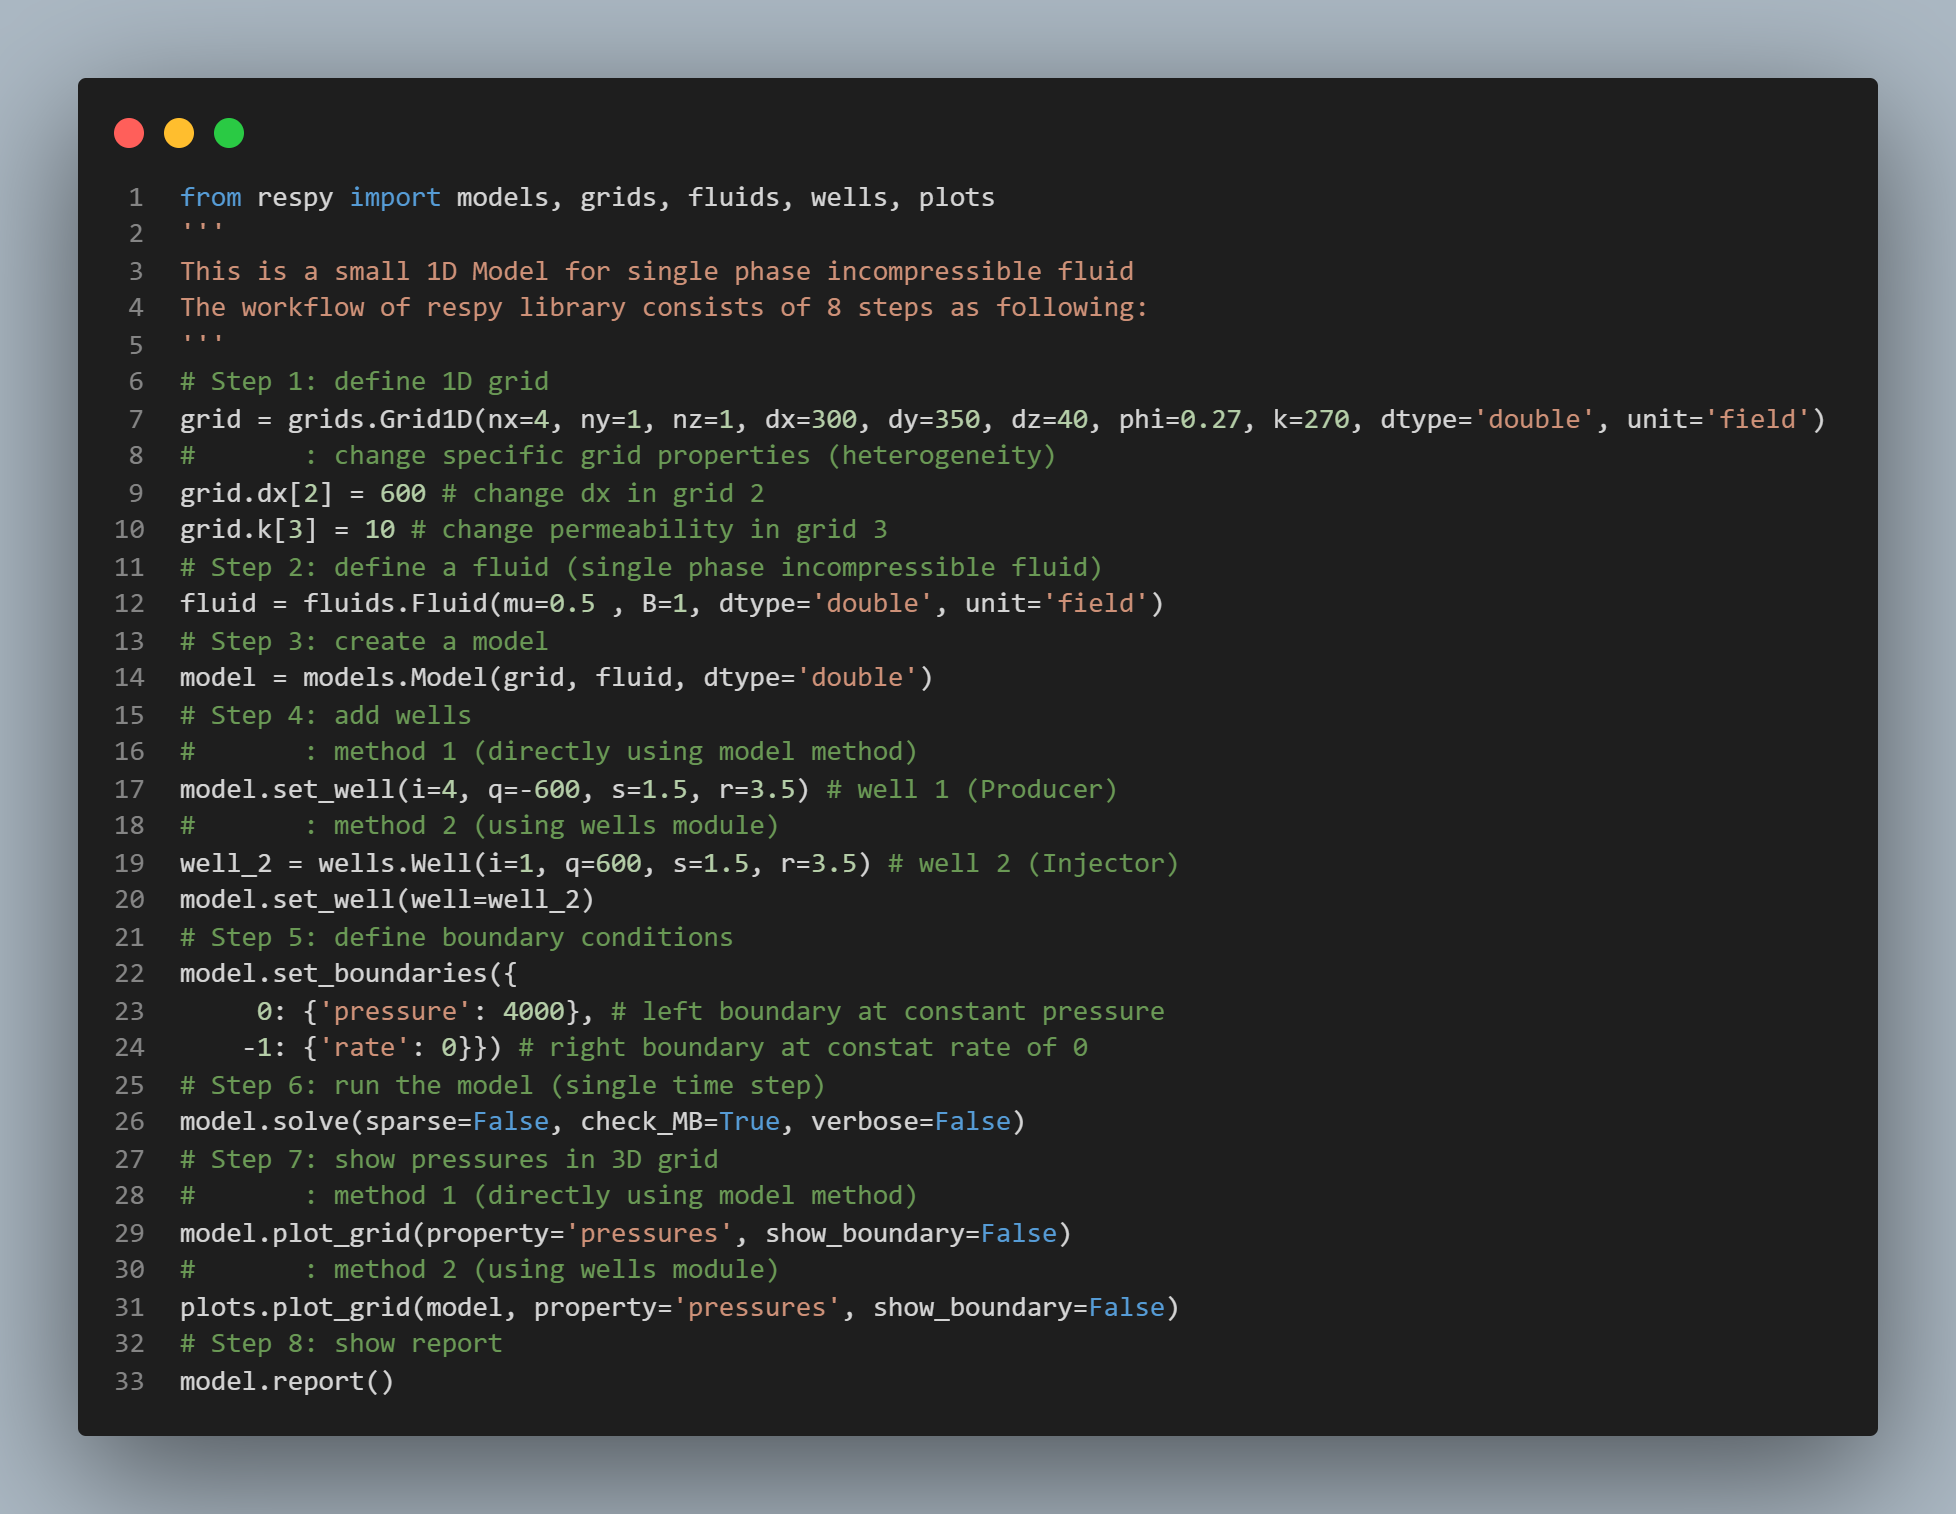 1 from respy import models, grids, fluids, wells, plots
2 '''
3 This is a small 1D Model for single phase incompressible fluid
4 The workflow of respy library consists of 8 steps as following:
5 '''
6 # Step 1: define 1D grid
7 grid = grids.Grid1D(nx=4, ny=1, nz=1, dx=300, dy=350, dz=40, phi=0.27, k=270, dtype='double', unit='field')
8 #       : change specific grid properties (heterogeneity)
9 grid.dx[2] = 600 # change dx in grid 2
10 grid.k[3] = 10 # change permeability in grid 3
11 # Step 2: define a fluid (single phase incompressible fluid)
12 fluid = fluids.Fluid(mu=0.5 , B=1, dtype='double', unit='field')
13 # Step 3: create a model
14 model = models.Model(grid, fluid, dtype='double')
15 # Step 4: add wells
16 #       : method 1 (directly using model method)
17 model.set_well(i=4, q=-600, s=1.5, r=3.5) # well 1 (Producer)
18 #       : method 2 (using wells module)
19 well_2 = wells.Well(i=1, q=600, s=1.5, r=3.5) # well 2 (Injector)
20 model.set_well(well=well_2)
21 # Step 5: define boundary conditions
22 model.set_boundaries({
23      0: {'pressure': 4000}, # left boundary at constant pressure
24     -1: {'rate': 0}}) # right boundary at constat rate of 0
25 # Step 6: run the model (single time step)
26 model.solve(sparse=False, check_MB=True, verbose=False)
27 # Step 7: show pressures in 3D grid
28 #       : method 1 (directly using model method)
29 model.plot_grid(property='pressures', show_boundary=False)
30 #       : method 2 (using wells module)
31 plots.plot_grid(model, property='pressures', show_boundary=False)
32 # Step 8: show report
33 model.report()